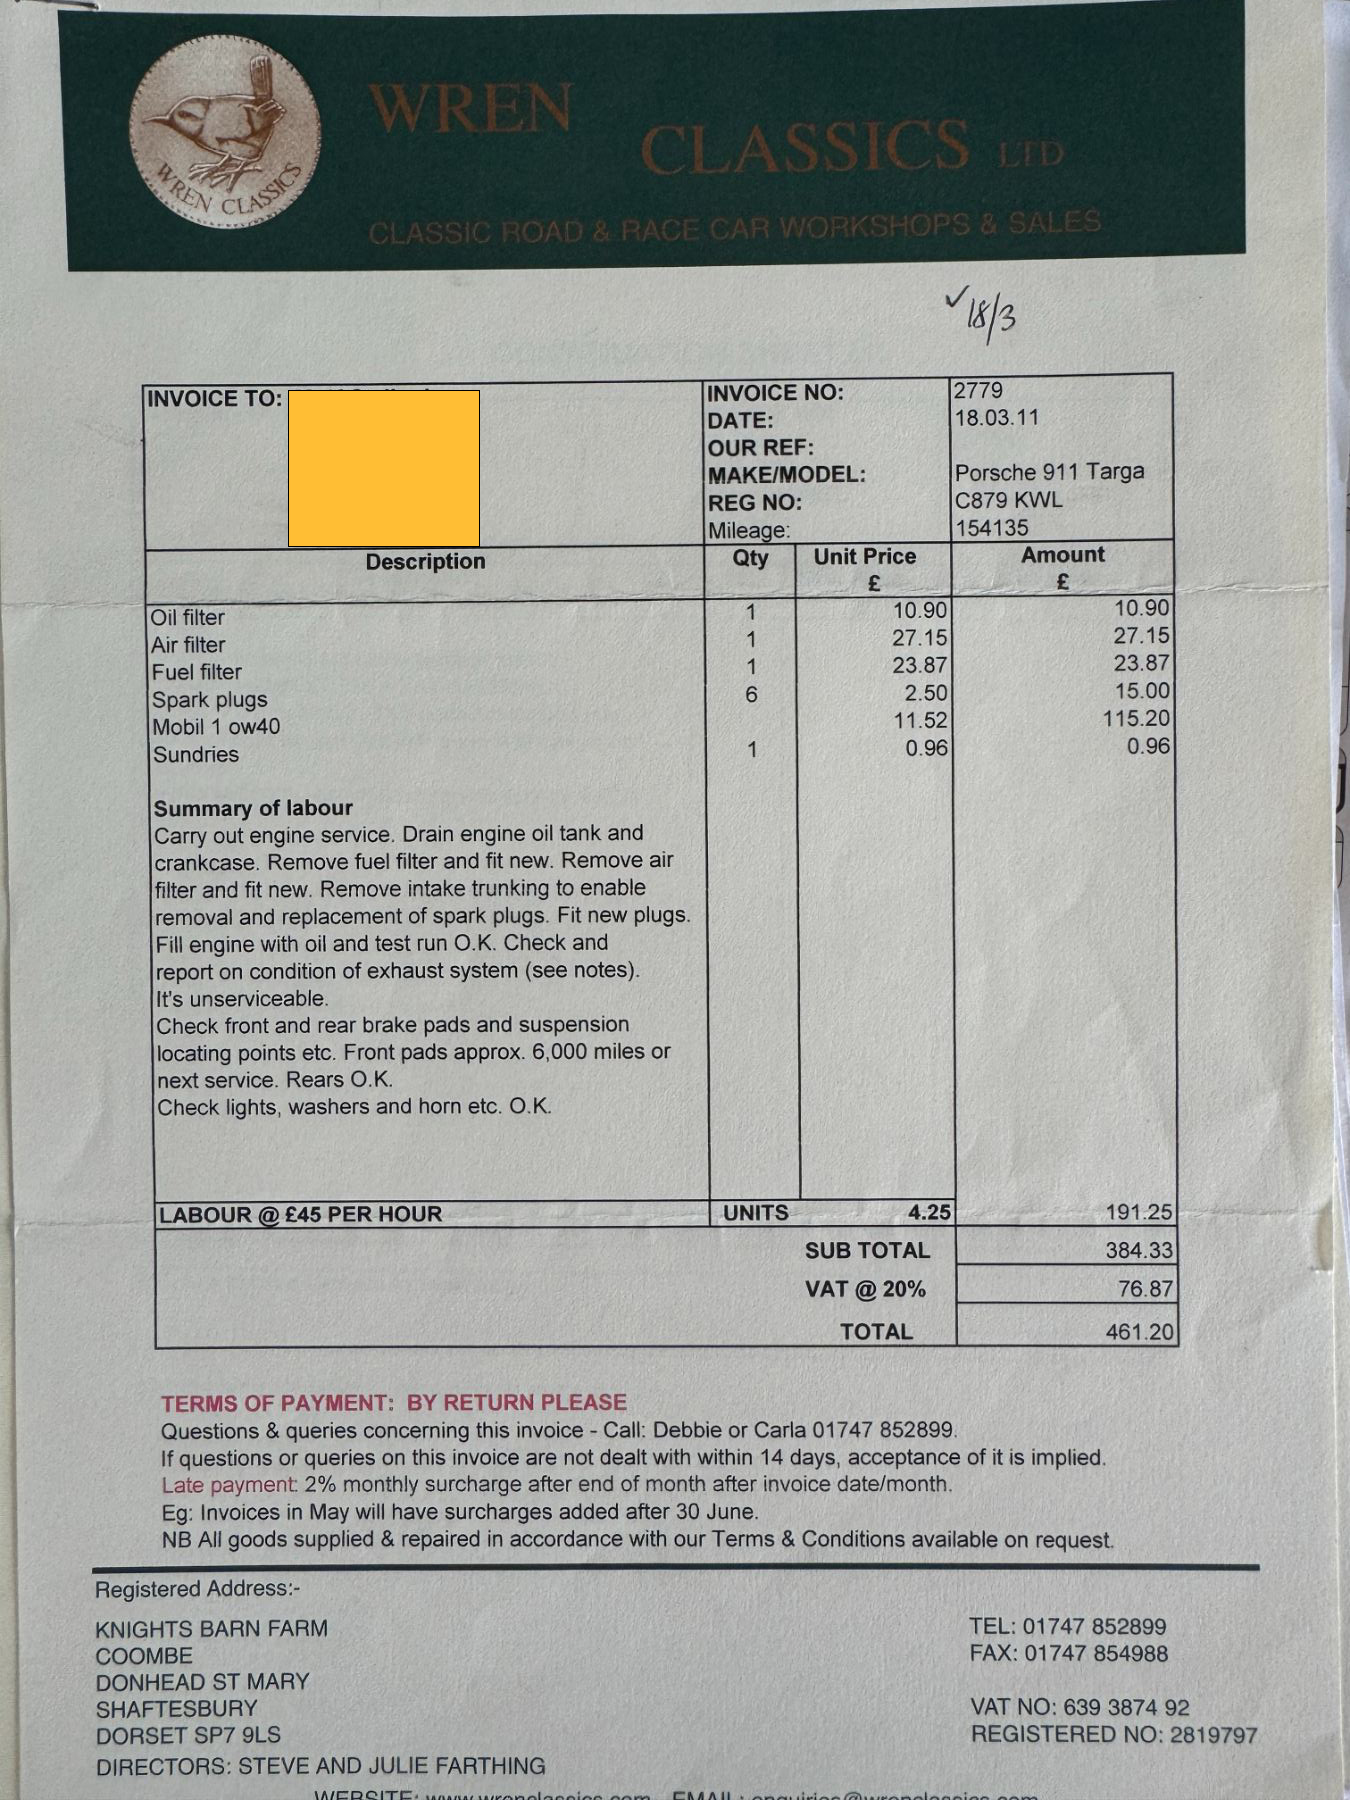 WREN
CLASSICS LTD
WREN CLASSICS
CLASSIC ROAD & RACE CAR WORKSHOPS & SALES
✓18/3
INVOICE TO:
INVOICE NO: 2779
DATE: 18.03.11
OUR REF:
MAKE/MODEL: Porsche 911 Targa
REG NO: C879 KWL
Mileage: 154135
Description Qty Unit Price Amount
£ £
Oil filter 1 10.90 10.90
Air filter 1 27.15 27.15
Fuel filter 1 23.87 23.87
Spark plugs 6 2.50 15.00
Mobil 1 ow40 11.52 115.20
Sundries 1 0.96 0.96
Summary of labour
Carry out engine service. Drain engine oil tank and
crankcase. Remove fuel filter and fit new. Remove air
filter and fit new. Remove intake trunking to enable
removal and replacement of spark plugs. Fit new plugs.
Fill engine with oil and test run O.K. Check and
report on condition of exhaust system (see notes).
It's unserviceable.
Check front and rear brake pads and suspension
locating points etc. Front pads approx. 6,000 miles or
next service. Rears O.K.
Check lights, washers and horn etc. O.K.
LABOUR @ £45 PER HOUR UNITS 4.25 191.25
SUB TOTAL 384.33
VAT @ 20% 76.87
TOTAL 461.20
TERMS OF PAYMENT: BY RETURN PLEASE
Questions & queries concerning this invoice - Call: Debbie or Carla 01747 852899.
If questions or queries on this invoice are not dealt with within 14 days, acceptance of it is implied.
Late payment: 2% monthly surcharge after end of month after invoice date/month.
Eg: Invoices in May will have surcharges added after 30 June.
NB All goods supplied & repaired in accordance with our Terms & Conditions available on request.
Registered Address:-
KNIGHTS BARN FARM
COOMBE
DONHEAD ST MARY
SHAFTESBURY
DORSET SP7 9LS
DIRECTORS: STEVE AND JULIE FARTHING
TEL: 01747 852899
FAX: 01747 854988
VAT NO: 639 3874 92
REGISTERED NO: 2819797
WEBSITE: www.wrenclassics.com EMAIL: enquiries@wrenclassics.com